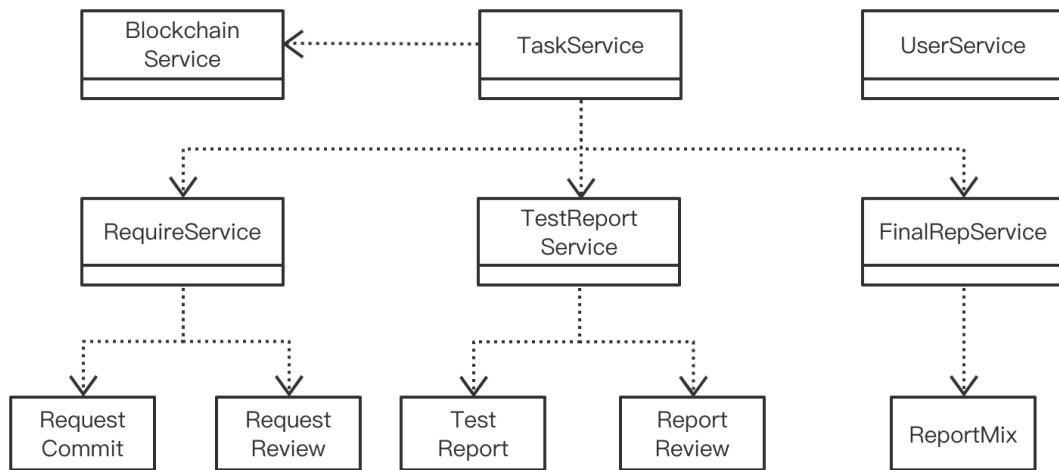 Blockchain
Service
TaskService
UserService
RequireService
TestReport
Service
FinalRepService
Request
Commit
Request
Review
Test
Report
Report
Review
ReportMix